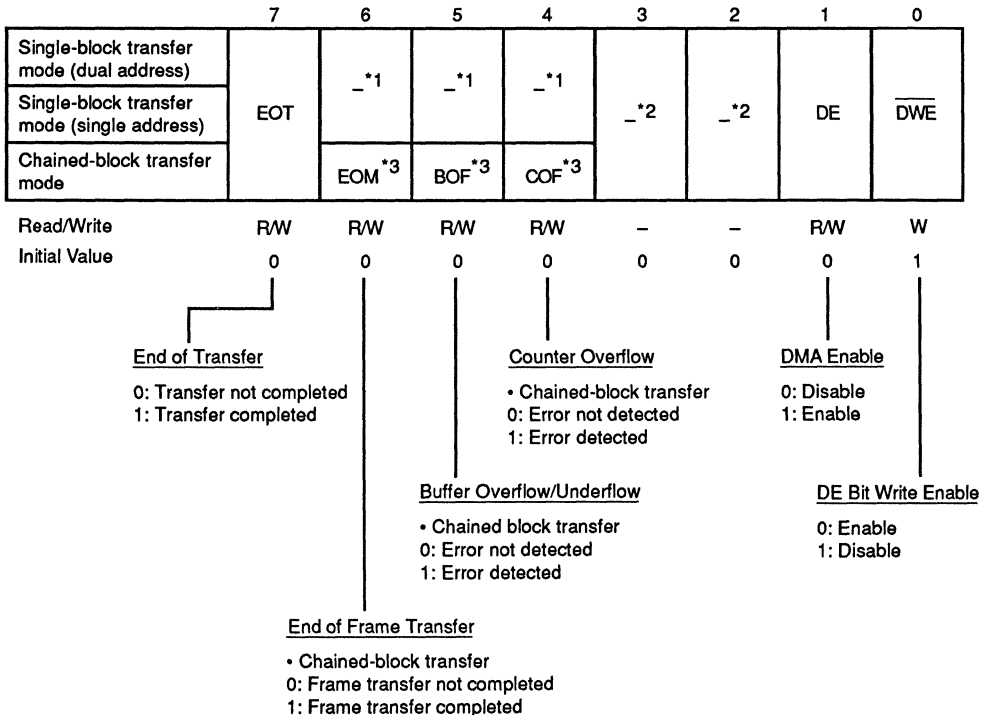 7 6 5 4 3 2 1 0
Single-block transfer
mode (dual address)
Single-block transfer
mode (single address)
Chained-block transfer
mode
EOT
_*1 _*1 _*1
_*2 _*2
DE
DWE
EOM*3 BOF*3 COF*3
Read/Write R/W R/W R/W R/W – – R/W W
Initial Value 0 0 0 0 0 0 0 1
End of Transfer
0: Transfer not completed
1: Transfer completed
Counter Overflow
• Chained-block transfer
0: Error not detected
1: Error detected
DMA Enable
0: Disable
1: Enable
Buffer Overflow/Underflow
• Chained block transfer
0: Error not detected
1: Error detected
DE Bit Write Enable
0: Enable
1: Disable
End of Frame Transfer
• Chained-block transfer
0: Frame transfer not completed
1: Frame transfer completed